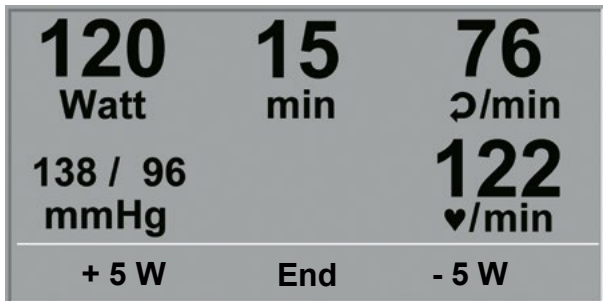 120 15 76
Watt min ↻/min
138 / 96 122
mmHg ♥/min
+ 5 W End - 5 W